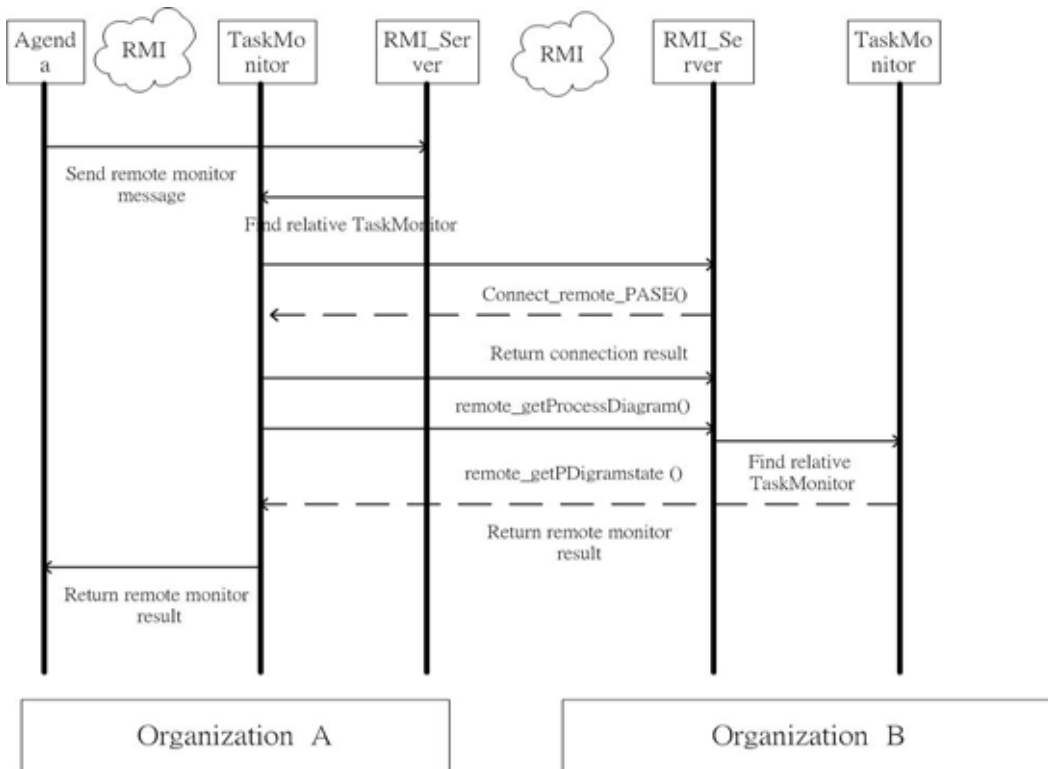 Agend
a
RMI
TaskMo
nitor
RMI_Ser
ver
RMI
RMI_Se
rver
TaskMo
nitor
Send remote monitor
message
Find relative TaskMonitor
Connect_remote_PASE()
Return connection result
remote_getProcessDiagram()
remote_getPDigramstate ()
Find relative
TaskMonitor
Return remote monitor
result
Return remote monitor
result
Organization A
Organization B